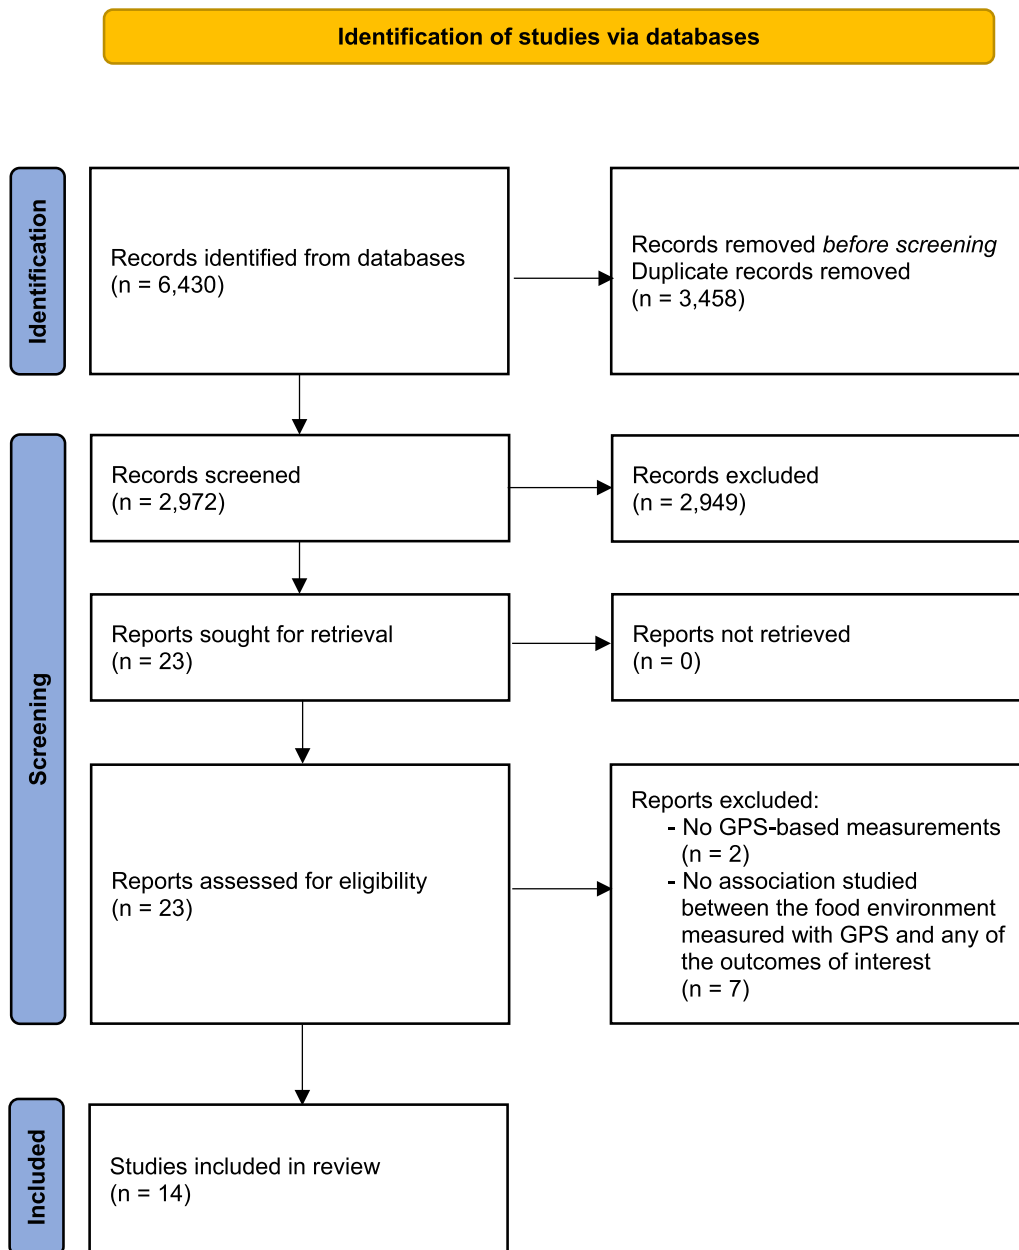 Identification of studies via databases
Identification
Records identified from databases
(n = 6,430)
Records removed before screening
Duplicate records removed
(n = 3,458)
Screening
Records screened
(n = 2,972)
Records excluded
(n = 2,949)
Reports sought for retrieval
(n = 23)
Reports not retrieved
(n = 0)
Reports assessed for eligibility
(n = 23)
Reports excluded:
- No GPS-based measurements
(n = 2)
- No association studied
between the food environment
measured with GPS and any of
the outcomes of interest
(n = 7)
Included
Studies included in review
(n = 14)